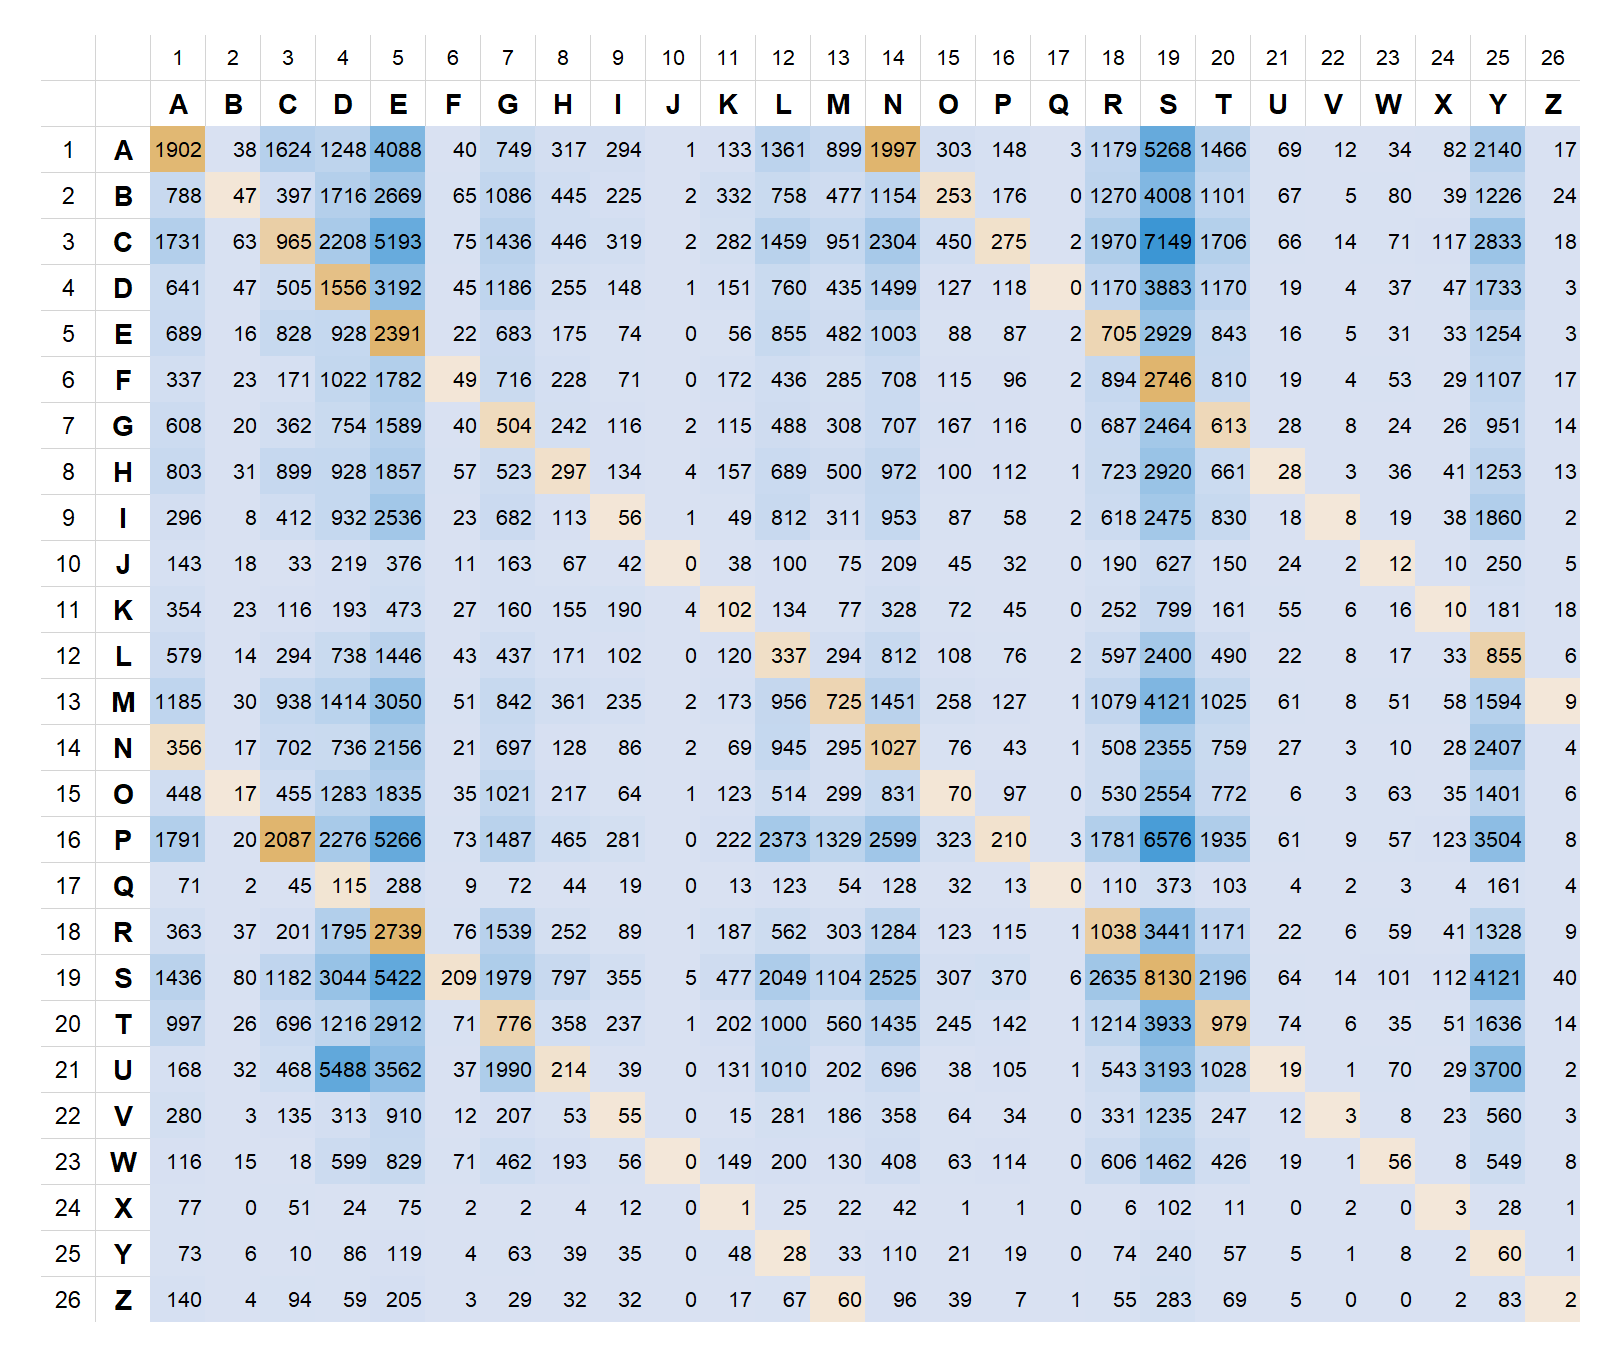 1 2 3 4 5 6 7 8 9 10 11 12 13 14 15 16 17 18 19 20 21 22 23 24 25 26
A B C D E F G H I J K L M N O P Q R S T U V W X Y Z
1 A 1902 38 1624 1248 4088 40 749 317 294 1 133 1361 899 1997 303 148 3 1179 5268 1466 69 12 34 82 2140 17
2 B 788 47 397 1716 2669 65 1086 445 225 2 332 758 477 1154 253 176 0 1270 4008 1101 67 5 80 39 1226 24
3 C 1731 63 965 2208 5193 75 1436 446 319 2 282 1459 951 2304 450 275 2 1970 7149 1706 66 14 71 117 2833 18
4 D 641 47 505 1556 3192 45 1186 255 148 1 151 760 435 1499 127 118 0 1170 3883 1170 19 4 37 47 1733 3
5 E 689 16 828 928 2391 22 683 175 74 0 56 855 482 1003 88 87 2 705 2929 843 16 5 31 33 1254 3
6 F 337 23 171 1022 1782 49 716 228 71 0 172 436 285 708 115 96 2 894 2746 810 19 4 53 29 1107 17
7 G 608 20 362 754 1589 40 504 242 116 2 115 488 308 707 167 116 0 687 2464 613 28 8 24 26 951 14
8 H 803 31 899 928 1857 57 523 297 134 4 157 689 500 972 100 112 1 723 2920 661 28 3 36 41 1253 13
9 I 296 8 412 932 2536 23 682 113 56 1 49 812 311 953 87 58 2 618 2475 830 18 8 19 38 1860 2
10 J 143 18 33 219 376 11 163 67 42 0 38 100 75 209 45 32 0 190 627 150 24 2 12 10 250 5
11 K 354 23 116 193 473 27 160 155 190 4 102 134 77 328 72 45 0 252 799 161 55 6 16 10 181 18
12 L 579 14 294 738 1446 43 437 171 102 0 120 337 294 812 108 76 2 597 2400 490 22 8 17 33 855 6
13 M 1185 30 938 1414 3050 51 842 361 235 2 173 956 725 1451 258 127 1 1079 4121 1025 61 8 51 58 1594 9
14 N 356 17 702 736 2156 21 697 128 86 2 69 945 295 1027 76 43 1 508 2355 759 27 3 10 28 2407 4
15 O 448 17 455 1283 1835 35 1021 217 64 1 123 514 299 831 70 97 0 530 2554 772 6 3 63 35 1401 6
16 P 1791 20 2087 2276 5266 73 1487 465 281 0 222 2373 1329 2599 323 210 3 1781 6576 1935 61 9 57 123 3504 8
17 Q 71 2 45 115 288 9 72 44 19 0 13 123 54 128 32 13 0 110 373 103 4 2 3 4 161 4
18 R 363 37 201 1795 2739 76 1539 252 89 1 187 562 303 1284 123 115 1 1038 3441 1171 22 6 59 41 1328 9
19 S 1436 80 1182 3044 5422 209 1979 797 355 5 477 2049 1104 2525 307 370 6 2635 8130 2196 64 14 101 112 4121 40
20 T 997 26 696 1216 2912 71 776 358 237 1 202 1000 560 1435 245 142 1 1214 3933 979 74 6 35 51 1636 14
21 U 168 32 468 5488 3562 37 1990 214 39 0 131 1010 202 696 38 105 1 543 3193 1028 19 1 70 29 3700 2
22 V 280 3 135 313 910 12 207 53 55 0 15 281 186 358 64 34 0 331 1235 247 12 3 8 23 560 3
23 W 116 15 18 599 829 71 462 193 56 0 149 200 130 408 63 114 0 606 1462 426 19 1 56 8 549 8
24 X 77 0 51 24 75 2 2 4 12 0 1 25 22 42 1 1 0 6 102 11 0 2 0 3 28 1
25 Y 73 6 10 86 119 4 63 39 35 0 48 28 33 110 21 19 0 74 240 57 5 1 8 2 60 1
26 Z 140 4 94 59 205 3 29 32 32 0 17 67 60 96 39 7 1 55 283 69 5 0 0 2 83 2